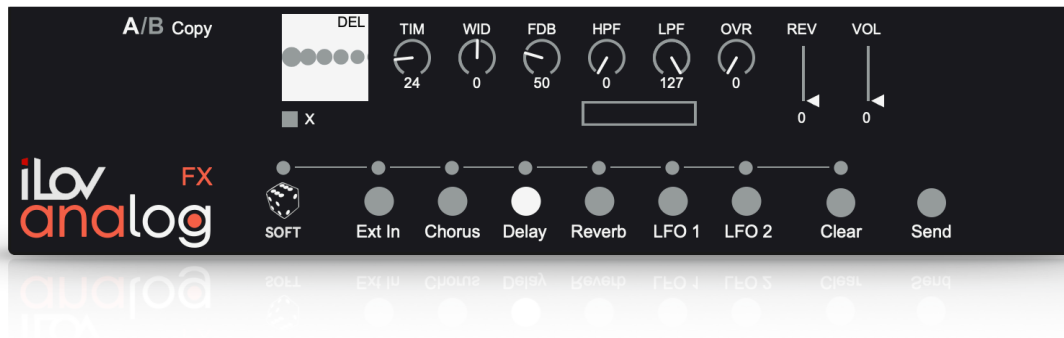 A/B Copy
DEL
TIM WID FDB HPF LPF OVR REV VOL
24 0 50 0 127 0 0 0
X
iLov FX
analog
SOFT Ext In Chorus Delay Reverb LFO 1 LFO 2 Clear Send